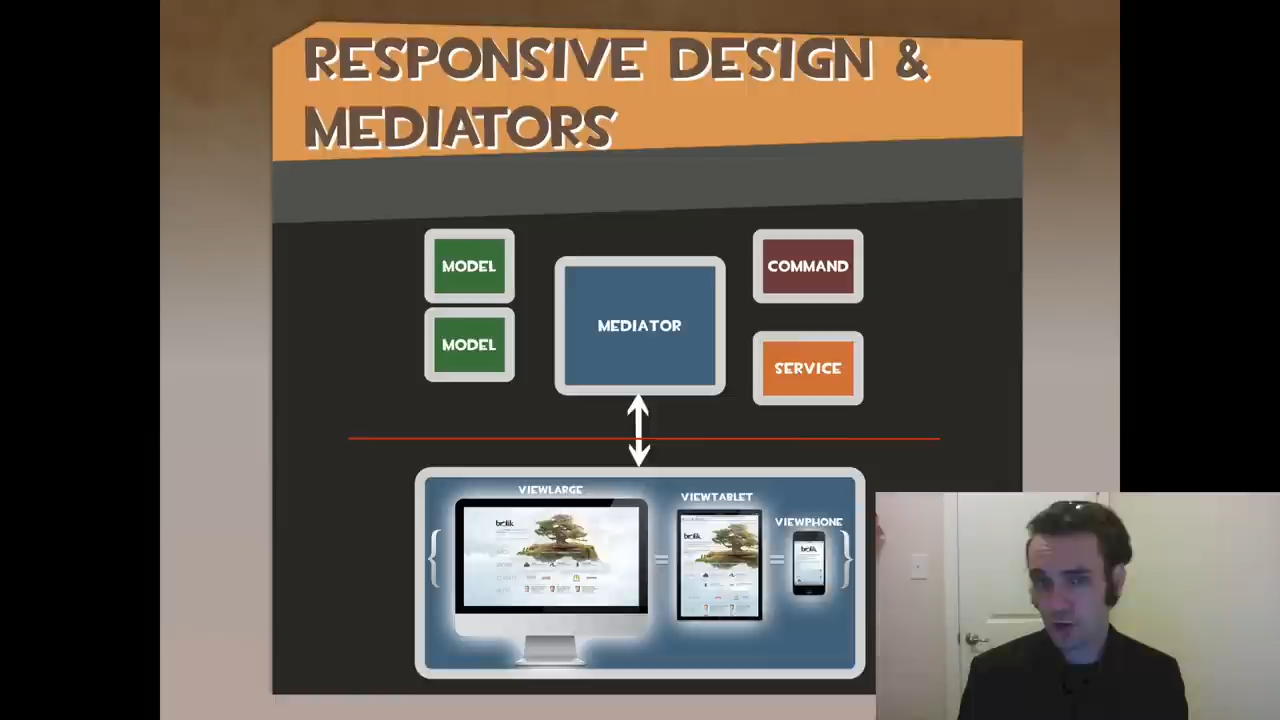 RESPONSIVE DESIGN &
MEDIATORS
MODEL
COMMAND
MEDIATOR
MODEL
SERVICE
VIEWLARGE
VIEWTABLET
VIEWPHONE
{
=
=
}